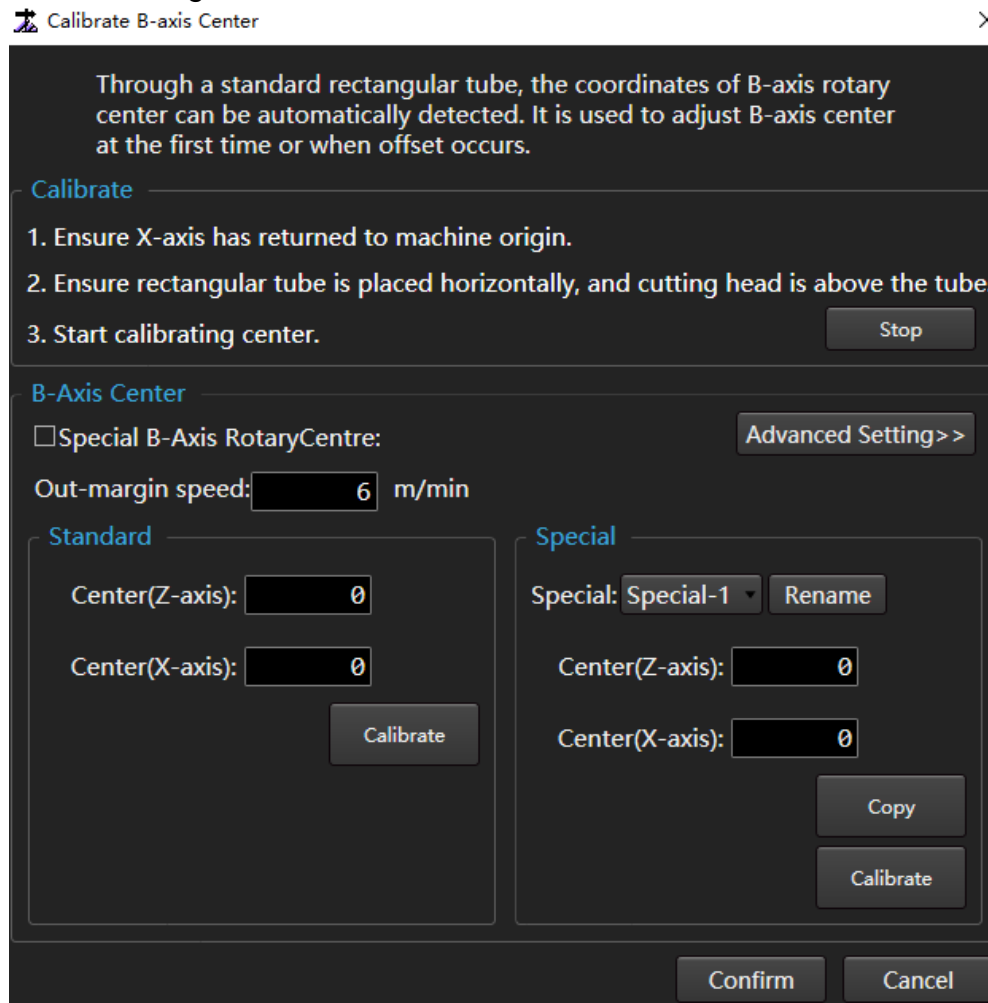 Calibrate B-axis Center
Through a standard rectangular tube, the coordinates of B-axis rotary
center can be automatically detected. It is used to adjust B-axis center
at the first time or when offset occurs.
Calibrate
1. Ensure X-axis has returned to machine origin.
2. Ensure rectangular tube is placed horizontally, and cutting head is above the tube
3. Start calibrating center.
Stop
B-Axis Center
Special B-Axis RotaryCentre:
Advanced Setting>>
Out-margin speed: 6 m/min
Standard
Center(Z-axis): 0
Center(X-axis): 0
Calibrate
Special
Special: Special-1 Rename
Center(Z-axis): 0
Center(X-axis): 0
Copy
Calibrate
Confirm Cancel